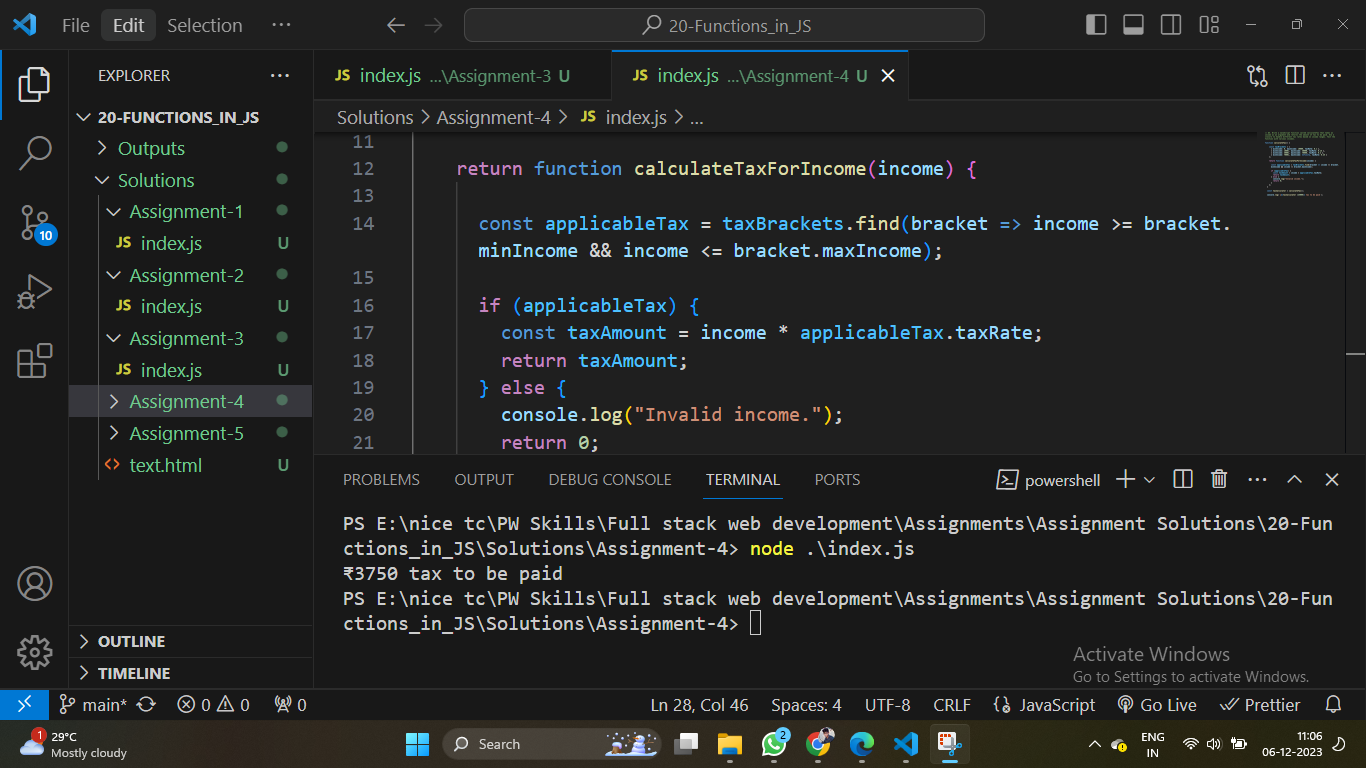 File Edit Selection ··· 20-Functions_in_JS
EXPLORER ···
20-FUNCTIONS_IN_JS
Outputs
Solutions
Assignment-1
JS index.js U
Assignment-2
JS index.js U
Assignment-3
JS index.js U
Assignment-4
Assignment-5
<> text.html U
OUTLINE
TIMELINE
10
JS index.js ...\Assignment-3 U JS index.js ...\Assignment-4 U
Solutions > Assignment-4 > JS index.js > ...
11
12 return function calculateTaxForIncome(income) {
13
14 const applicableTax = taxBrackets.find(bracket => income >= bracket.
minIncome && income <= bracket.maxIncome);
15
16 if (applicableTax) {
17 const taxAmount = income * applicableTax.taxRate;
18 return taxAmount;
19 } else {
20 console.log("Invalid income.");
21 return 0;
PROBLEMS OUTPUT DEBUG CONSOLE TERMINAL PORTS powershell
PS E:\nice tc\PW Skills\Full stack web development\Assignments\Assignment Solutions\20-Fun
ctions_in_JS\Solutions\Assignment-4> node .\index.js
₹3750 tax to be paid
PS E:\nice tc\PW Skills\Full stack web development\Assignments\Assignment Solutions\20-Fun
ctions_in_JS\Solutions\Assignment-4>
Activate Windows
Go to Settings to activate Windows.
main* 0 0 0 Ln 28, Col 46 Spaces: 4 UTF-8 CRLF {} JavaScript Go Live Prettier
1 29°C
Mostly cloudy
Search
2
ENG
IN
11:06
06-12-2023